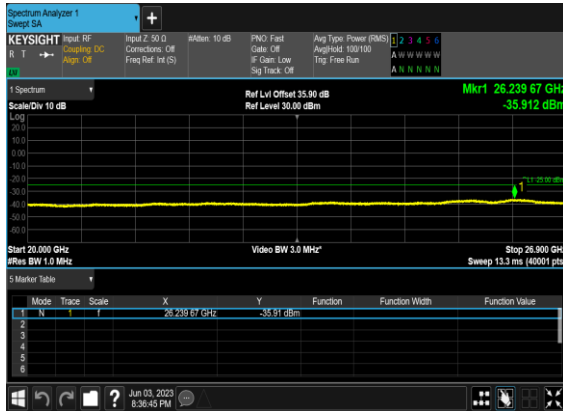 Spectrum Analyzer 1
Swept SA
+
KEYSIGHT
R T
LXI
Input: RF
Coupling: DC
Align: Off
Input Z: 50 Ω
Corrections: Off
Freq Ref: Int (S)
#Atten: 10 dB
PNO: Fast
Gate: Off
IF Gain: Low
Sig Track: Off
Avg Type: Power (RMS)
Avg|Hold: 100/100
Trig: Free Run
1 2 3 4 5 6
A W W W W W
A N N N N N
1 Spectrum
Scale/Div 10 dB
Ref Lvl Offset 35.90 dB
Ref Level 30.00 dBm
Mkr1 26.239 67 GHz
-35.912 dBm
Log
20.0
10.0
0.00
-10.0
-20.0
-30.0
-40.0
-50.0
-60.0
L1 -25.00 dBm
1
Start 20.000 GHz
#Res BW 1.0 MHz
Video BW 3.0 MHz*
Stop 26.900 GHz
Sweep 13.3 ms (40001 pts)
5 Marker Table
Mode Trace Scale X Y Function Function Width Function Value
1 N 1 f 26.239 67 GHz -35.91 dBm
2
3
4
5
6
?
Jun 03, 2023
8:36:45 PM